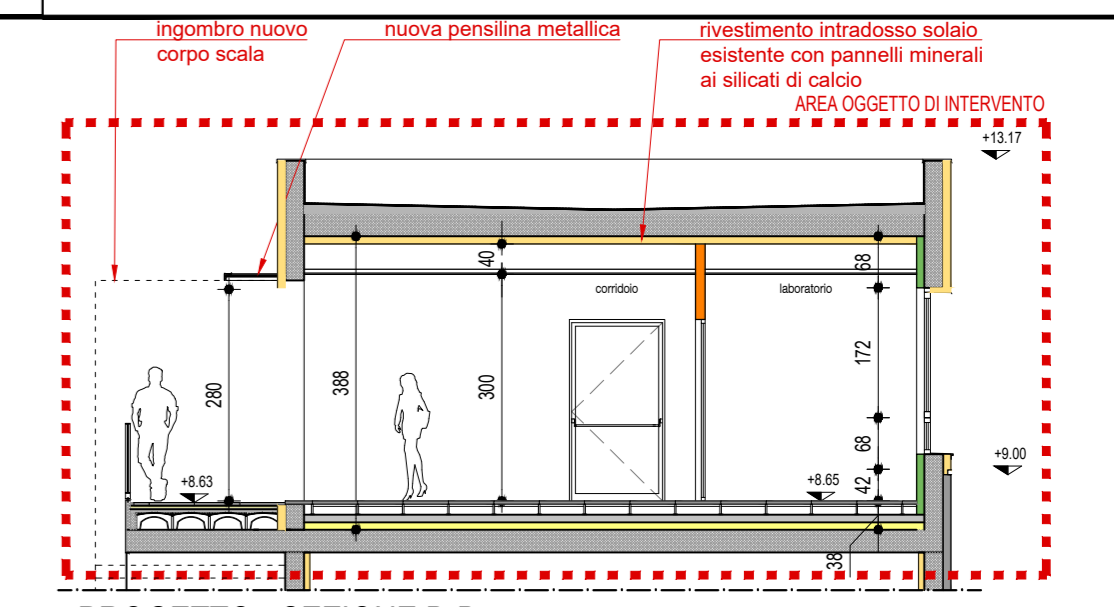 ingombro nuovo
corpo scala
nuova pensilina metallica
rivestimento intradosso solaio
esistente con pannelli minerali
ai silicati di calcio
AREA OGGETTO DI INTERVENTO
+13.17
40
68
corridoio
laboratorio
280
388
300
172
68
42
+8.63
+8.65
+9.00
38